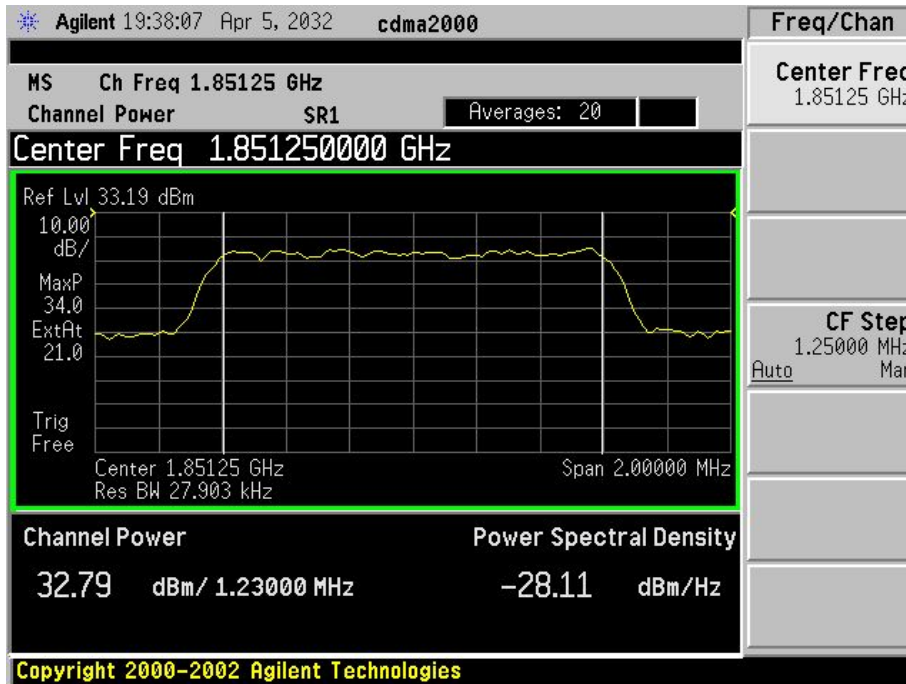 Agilent 19:38:07 Apr 5, 2032 cdma2000 Freq/Chan
MS Ch Freq 1.85125 GHz
Channel Power SR1 Averages: 20
Center Freq 1.851250000 GHz
Ref Lvl 33.19 dBm
10.00
dB/
MaxP
34.0
ExtAt
21.0
Trig
Free
Center 1.85125 GHz Span 2.00000 MHz
Res BW 27.903 kHz
Channel Power Power Spectral Density
32.79 dBm/ 1.23000 MHz -28.11 dBm/Hz
Copyright 2000-2002 Agilent Technologies
Center Freq
1.85125 GHz
CF Step
1.25000 MHz
Auto Man